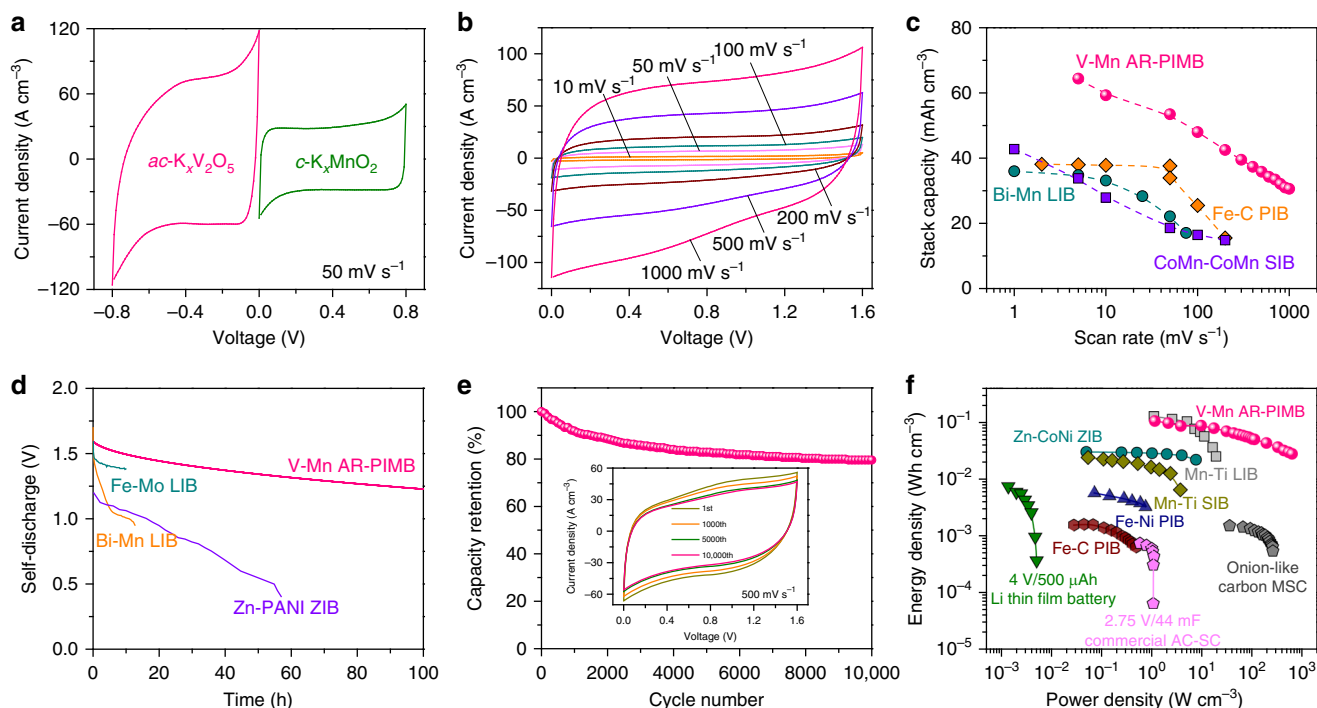 a
Current density (A cm⁻³)
120
60
0
−60
−120
ac-KₓV₂O₅
c-KₓMnO₂
50 mV s⁻¹
−0.8
−0.4
0.0
0.4
0.8
Voltage (V)
b
Current density (A cm⁻³)
100
50
0
−50
−100
10 mV s⁻¹
50 mV s⁻¹
100 mV s⁻¹
200 mV s⁻¹
500 mV s⁻¹
1000 mV s⁻¹
0.0
0.4
0.8
1.2
1.6
Voltage (V)
c
Stack capacity (mAh cm⁻³)
80
60
40
20
0
V-Mn AR-PIMB
Bi-Mn LIB
Fe-C PIB
CoMn-CoMn SIB
1
10
100
1000
Scan rate (mV s⁻¹)
d
Self-discharge (V)
2.0
1.5
1.0
0.5
0.0
V-Mn AR-PIMB
Fe-Mo LIB
Bi-Mn LIB
Zn-PANI ZIB
0
20
40
60
80
100
Time (h)
e
Capacity retention (%)
100
80
60
40
20
0
Current density (A cm⁻³)
60
30
0
−30
−60
1st
1000th
5000th
10,000th
500 mV s⁻¹
0.0
0.4
0.8
1.2
1.6
Voltage (V)
0
2000
4000
6000
8000
10,000
Cycle number
f
Energy density (Wh cm⁻³)
10⁻¹
10⁻²
10⁻³
10⁻⁴
10⁻⁵
V-Mn AR-PIMB
Zn-CoNi ZIB
Mn-Ti LIB
Mn-Ti SIB
Fe-Ni PIB
Fe-C PIB
4 V/500 μAh
Li thin film battery
Onion-like
carbon MSC
2.75 V/44 mF
commercial AC-SC
10⁻³
10⁻²
10⁻¹
10⁰
10¹
10²
10³
Power density (W cm⁻³)